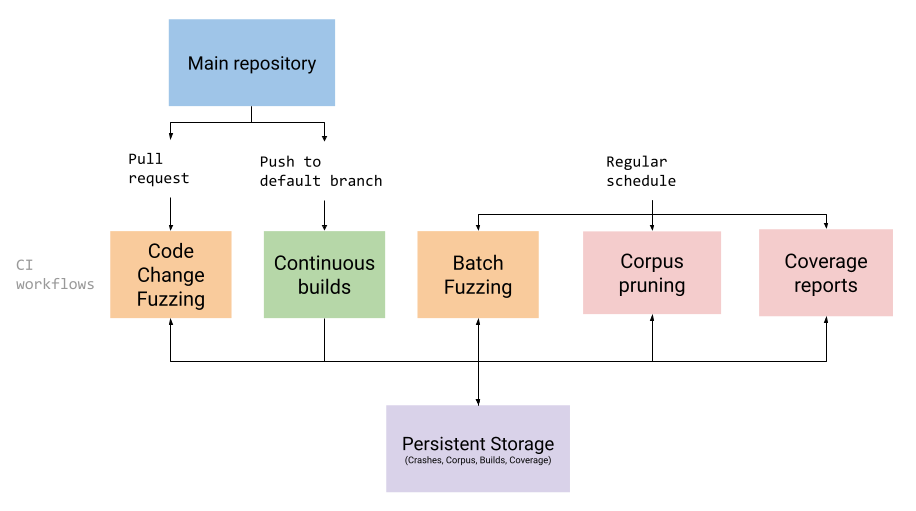 Main repository
Pull
request
Push to
default branch
Regular
schedule
CI
workflows
Code
Change
Fuzzing
Continuous
builds
Batch
Fuzzing
Corpus
pruning
Coverage
reports
Persistent Storage
(Crashes, Corpus, Builds, Coverage)